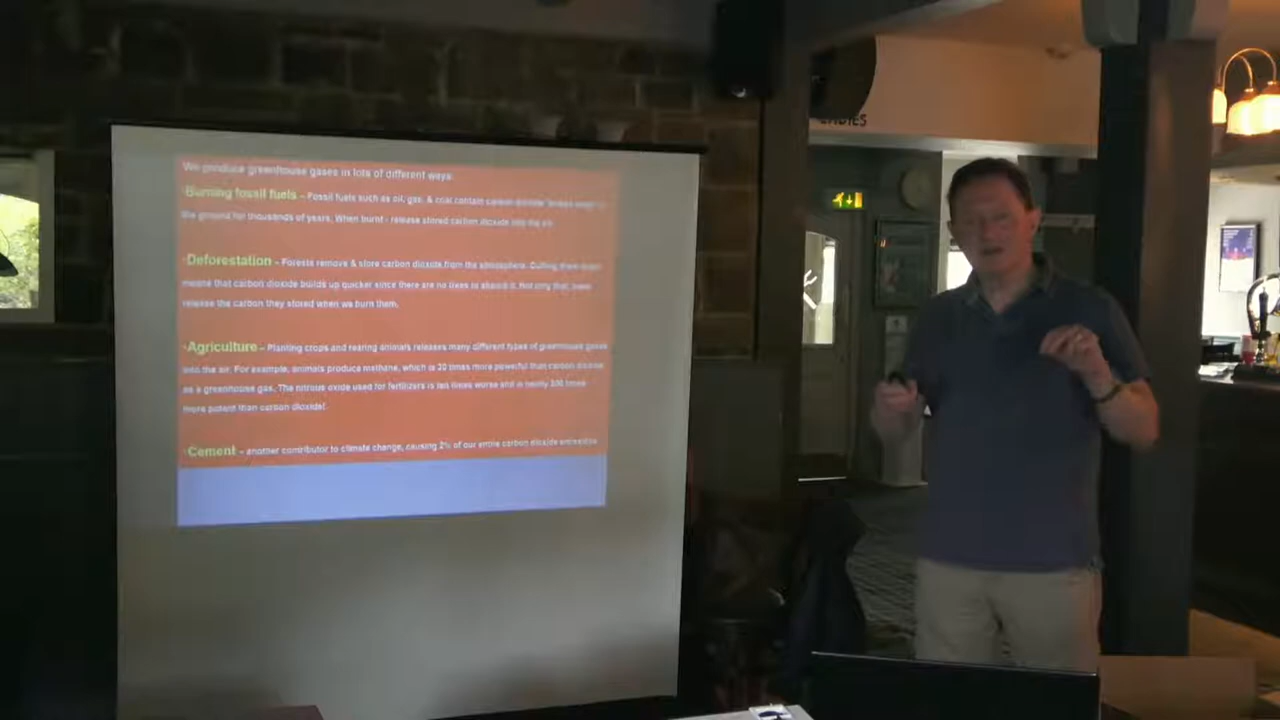 We produce greenhouse gases in lots of different ways:
·Burning fossil fuels – Fossil fuels such as oil, gas, & coal contain carbon dioxide
the ground for thousands of years. When burnt - release stored carbon dioxide into the air
·Deforestation – Forests remove & store carbon dioxide from the atmosphere. Cutting them down
means that carbon dioxide builds up quicker since there are no trees to absorb it. Not only that,
release the carbon they stored when we burn them.
·Agriculture – Planting crops and rearing animals releases many different types of greenhouse gases
into the air. For example, animals produce methane, which is 30 times more powerful than carbon dioxide
as a greenhouse gas. The nitrous oxide used for fertilizers is ten times worse and is nearly 300 times
more potent than carbon dioxide!
·Cement – another contributor to climate change, causing 2% of our entire carbon dioxide emissions
LADIES